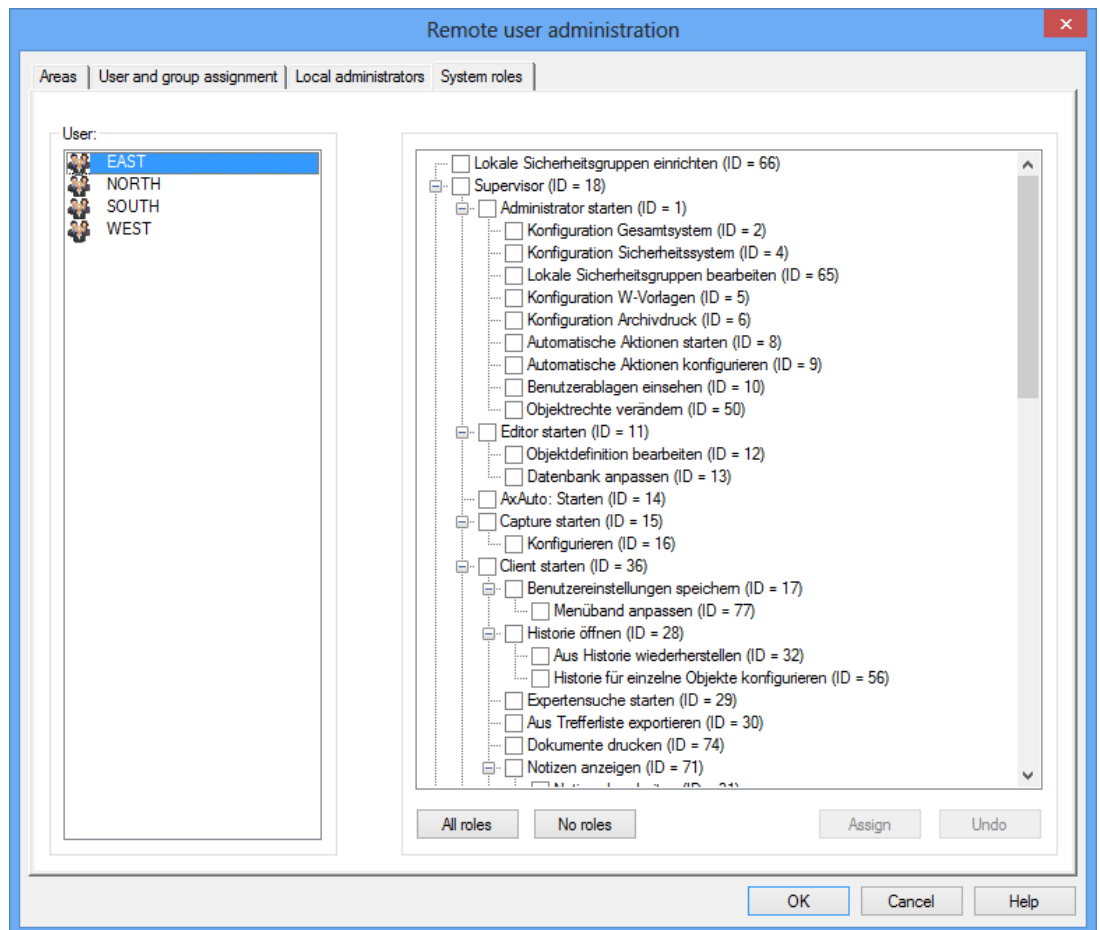 Remote user administration
Areas
User and group assignment
Local administrators
System roles
User:
EAST
NORTH
SOUTH
WEST
Lokale Sicherheitsgruppen einrichten (ID = 66)
Supervisor (ID = 18)
Administrator starten (ID = 1)
Konfiguration Gesamtsystem (ID = 2)
Konfiguration Sicherheitssystem (ID = 4)
Lokale Sicherheitsgruppen bearbeiten (ID = 65)
Konfiguration W-Vorlagen (ID = 5)
Konfiguration Archivdruck (ID = 6)
Automatische Aktionen starten (ID = 8)
Automatische Aktionen konfigurieren (ID = 9)
Benutzerablagen einsehen (ID = 10)
Objektrechte verändern (ID = 50)
Editor starten (ID = 11)
Objektdefinition bearbeiten (ID = 12)
Datenbank anpassen (ID = 13)
AxAuto: Starten (ID = 14)
Capture starten (ID = 15)
Konfigurieren (ID = 16)
Client starten (ID = 36)
Benutzereinstellungen speichern (ID = 17)
Menüband anpassen (ID = 77)
Historie öffnen (ID = 28)
Aus Historie wiederherstellen (ID = 32)
Historie für einzelne Objekte konfigurieren (ID = 56)
Expertensuche starten (ID = 29)
Aus Trefferliste exportieren (ID = 30)
Dokumente drucken (ID = 74)
Notizen anzeigen (ID = 71)
All roles
No roles
Assign
Undo
OK
Cancel
Help